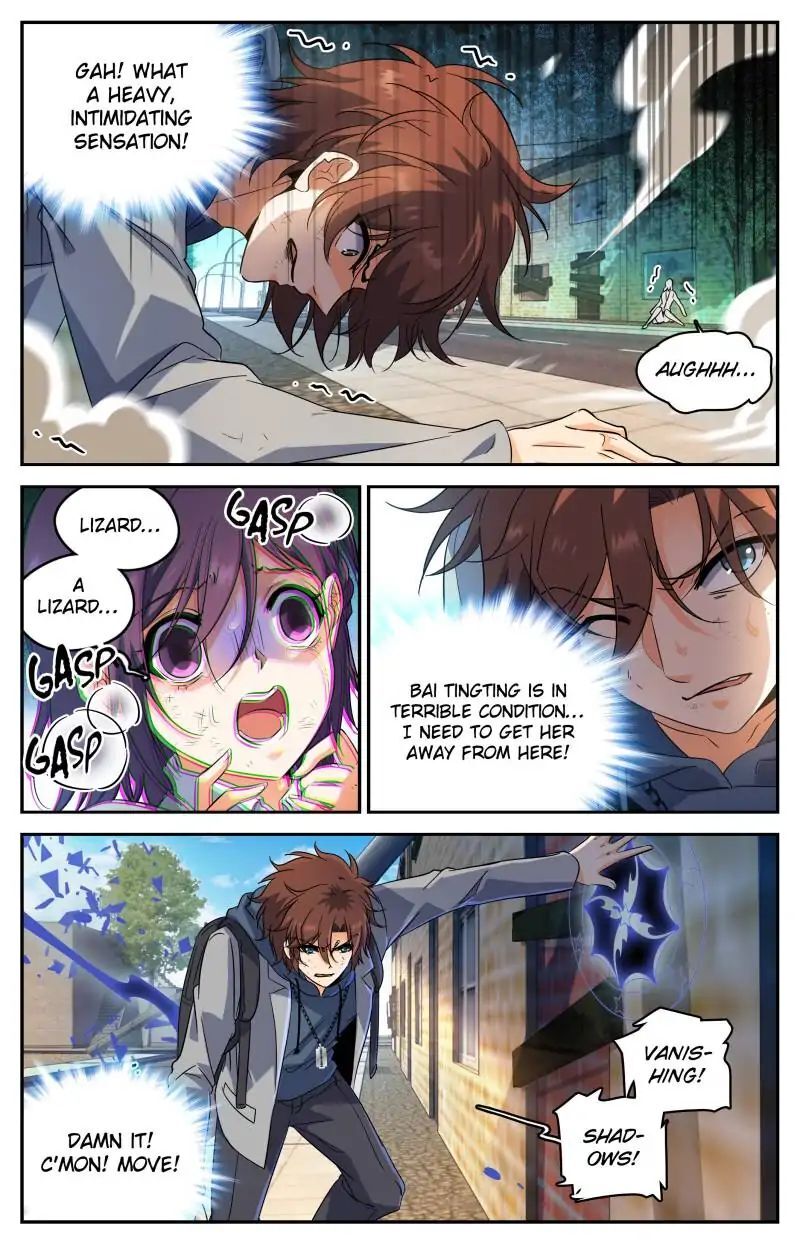 GAH! WHAT
A HEAVY,
INTIMIDATING
SENSATION!
AUGHHH...
LIZARD...
A
LIZARD...
GASP
GASP
GASP
BAI TINGTING IS IN
TERRIBLE CONDITION...
I NEED TO GET HER
AWAY FROM HERE!
DAMN IT!
C'MON! MOVE!
VANIS-
HING!
SHAD-
OWS!